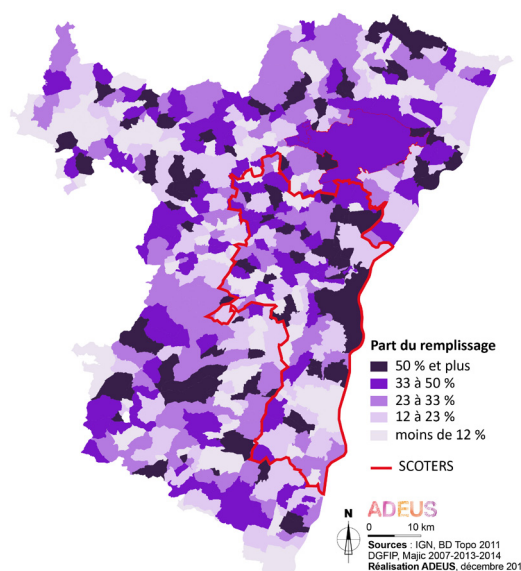 Part du remplissage
50 % et plus
33 à 50 %
23 à 33 %
12 à 23 %
moins de 12 %
SCOTERS
N
ADEUS
0 10 km
Sources : IGN, BD Topo 2011
DGFIP, Majic 2007-2013-2014
Réalisation ADEUS, décembre 201